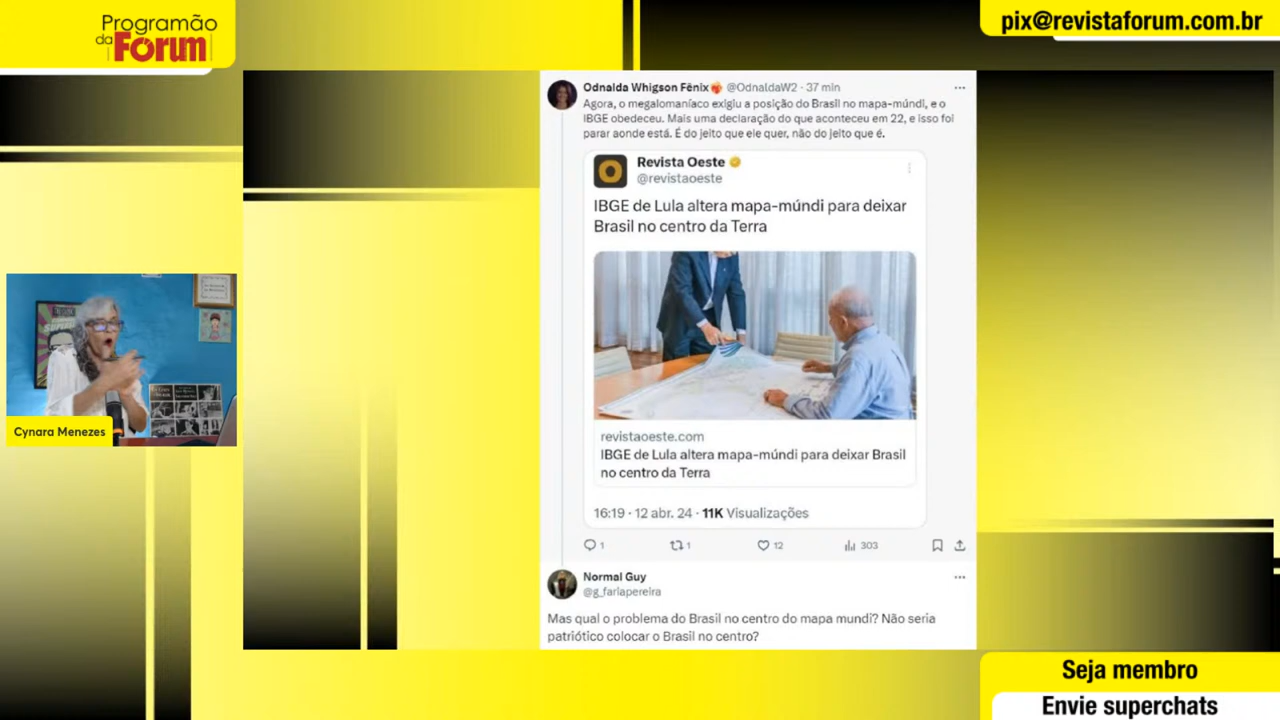 Programão
da Fórum
pix@revistaforum.com.br
Odnalda Whigson Fênix @OdnaldaW2 · 37 min
Agora, o megalomaníaco exigiu a posição do Brasil no mapa-múndi, e o
IBGE obedeceu. Mais uma declaração do que aconteceu em 22, e isso foi
parar aonde está. É do jeito que ele quer, não do jeito que é.
Revista Oeste
@revistaoeste
IBGE de Lula altera mapa-múndi para deixar
Brasil no centro da Terra
revistaoeste.com
IBGE de Lula altera mapa-múndi para deixar Brasil
no centro da Terra
16:19 · 12 abr. 24 · 11K Visualizações
1 1 12 303
Normal Guy
@g_fariapereira
Mas qual o problema do Brasil no centro do mapa mundi? Não seria
patriótico colocar o Brasil no centro?
Cynara Menezes
Seja membro
Envie superchats